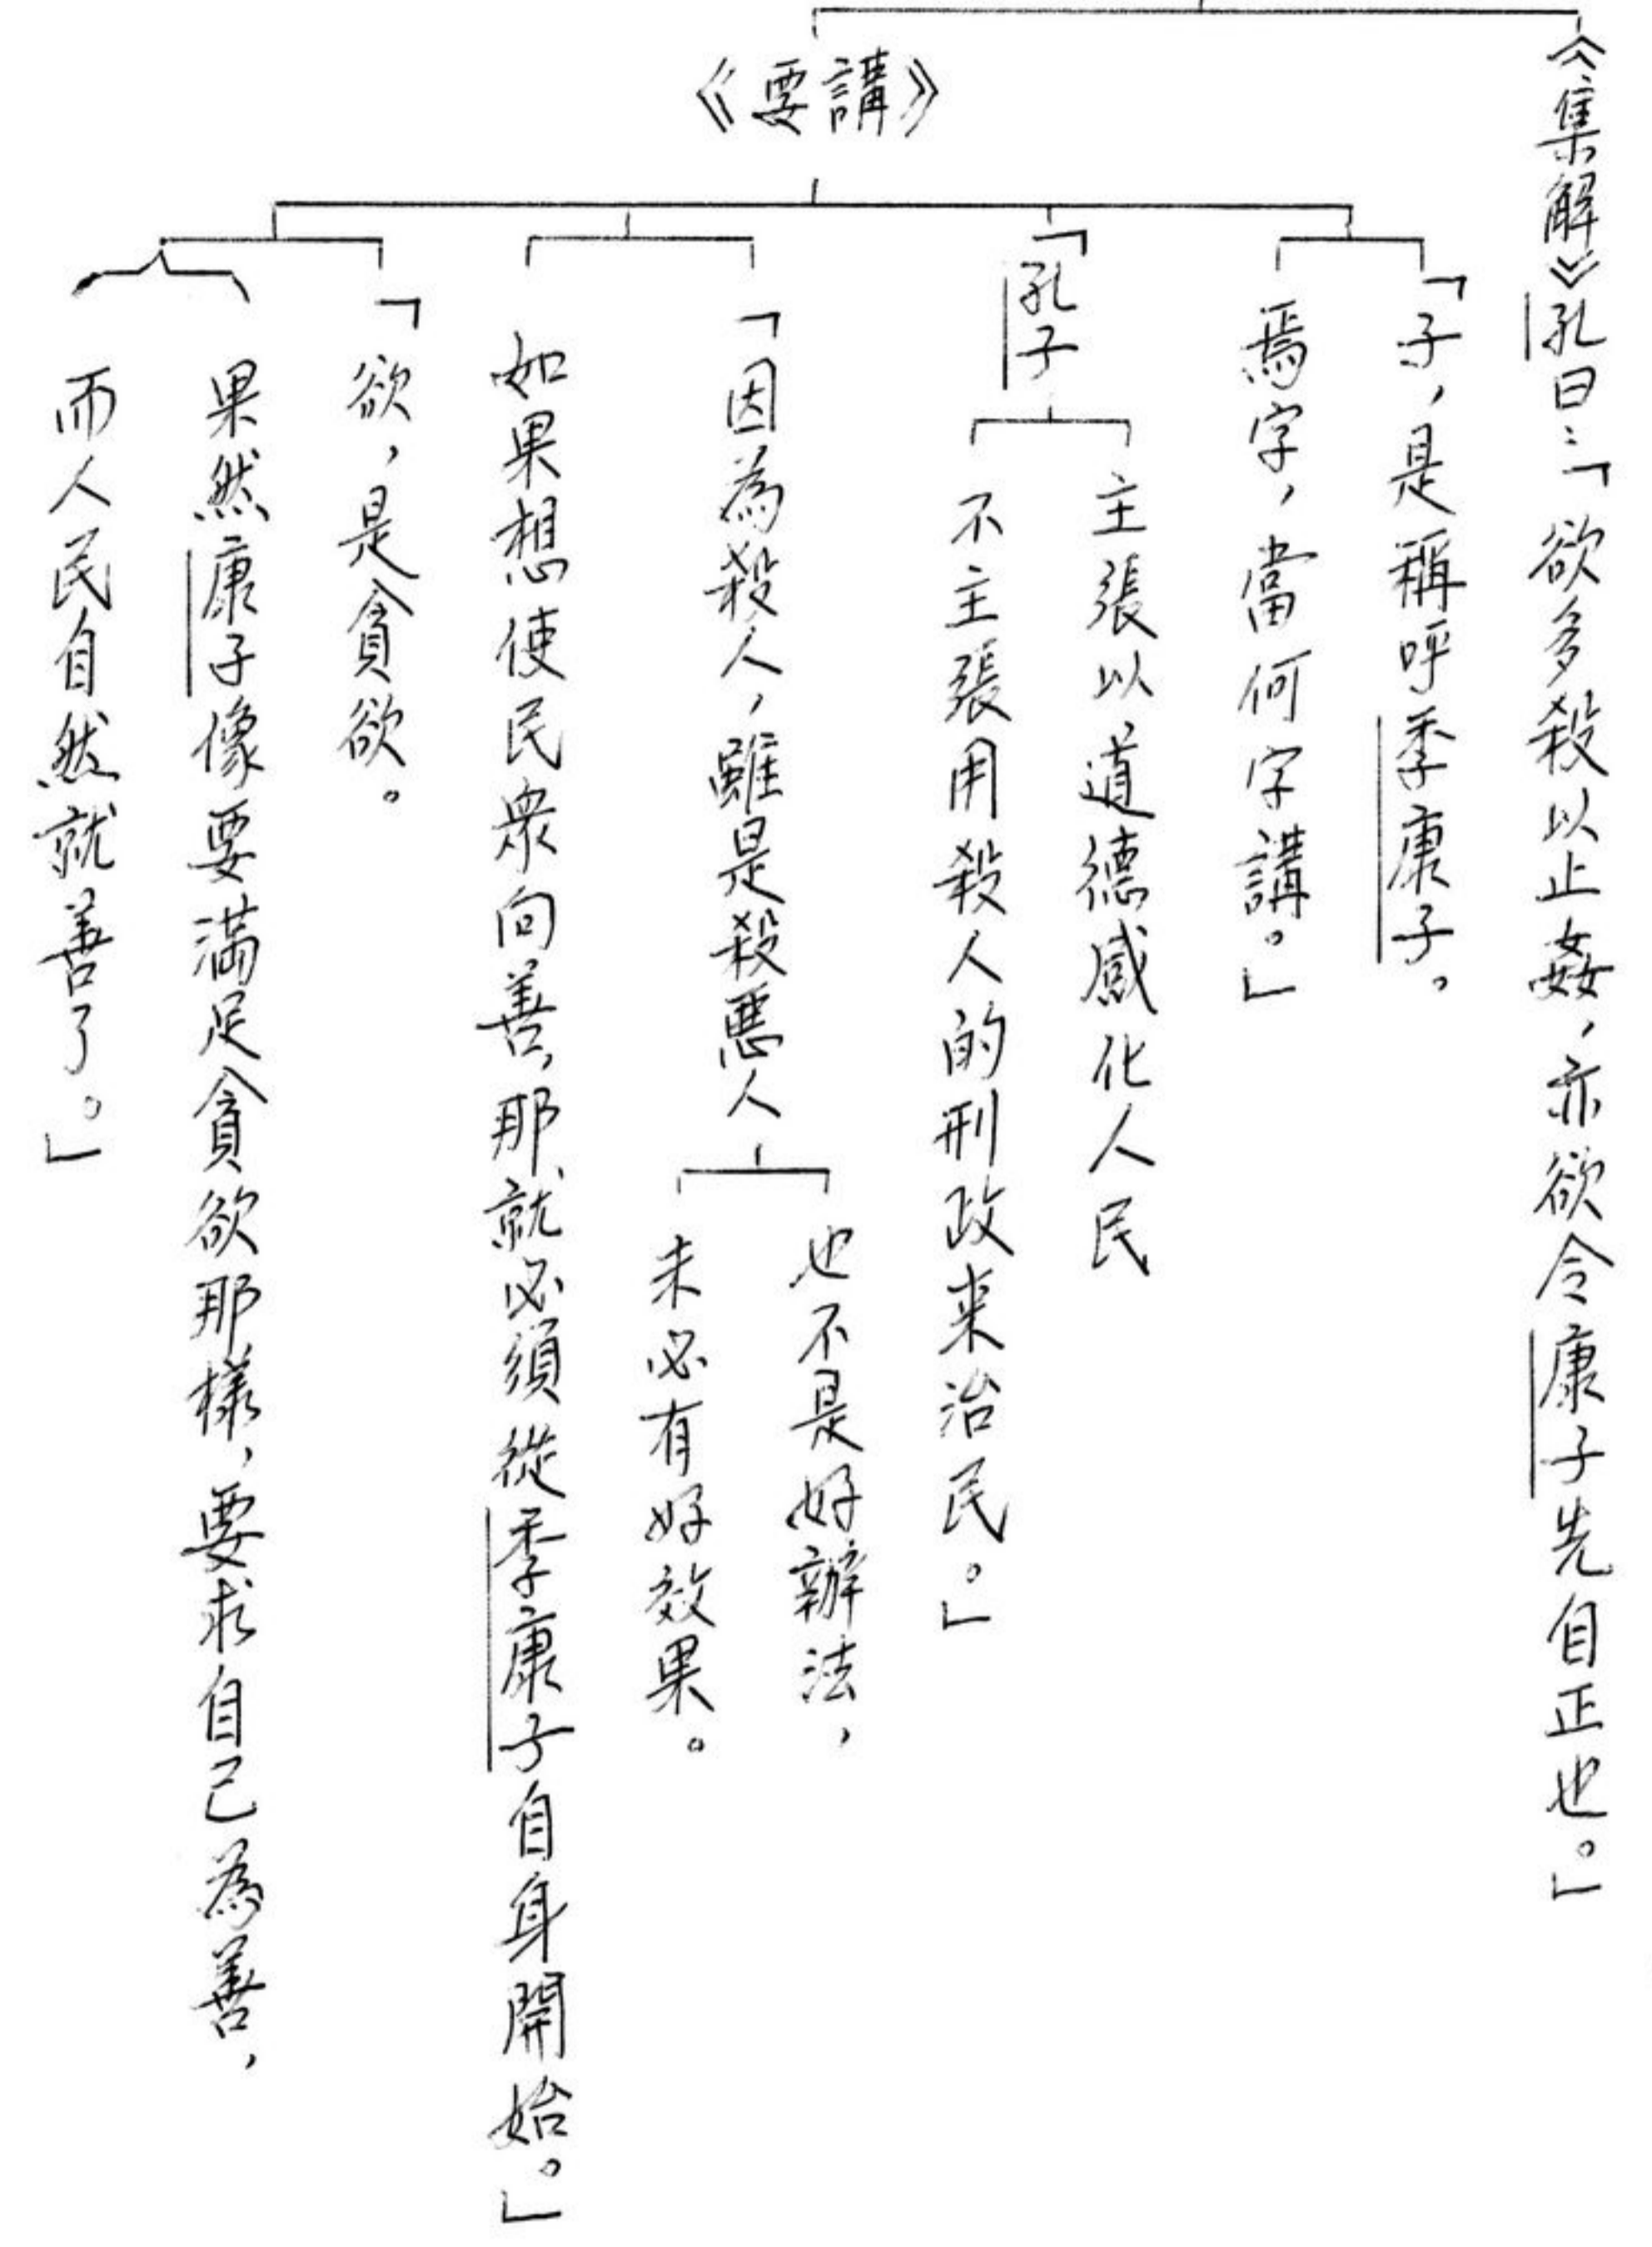 《集解》孔曰：「欲多殺以止姦，亦欲令康子先自正也。」
《要講》
「子，是稱呼季康子。
焉字，當何字講。」
「孔子
主張以道德感化人民
不主張用殺人的刑政來治民。」
「因為殺人，雖是殺惡人
也不是好辦法，
未必有好效果。
如果想使民眾向善，那就必須從季康子自身開始。」
「欲，是貪欲。
果然康子像要滿足貪欲那樣，要求自己為善，
而人民自然就善了。」